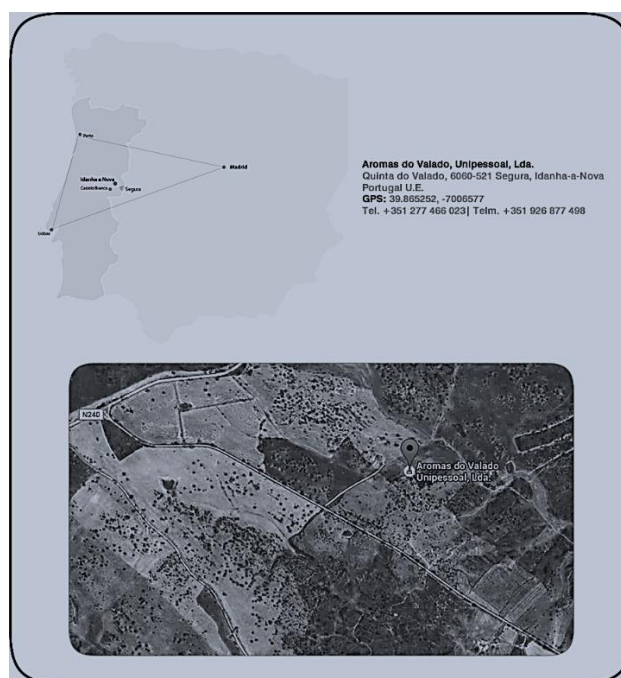 Porto
Madrid
Idanha a Nova
Castelo Branco
Segura
Lisboa
Aromas do Valado, Unipessoal, Lda.
Quinta do Valado, 6060-521 Segura, Idanha-a-Nova
Portugal U.E.
GPS: 39.865252, -7006577
Tel. +351 277 466 023| Telm. +351 926 877 498
N240
Aromas do Valado
Unipessoal, Lda.